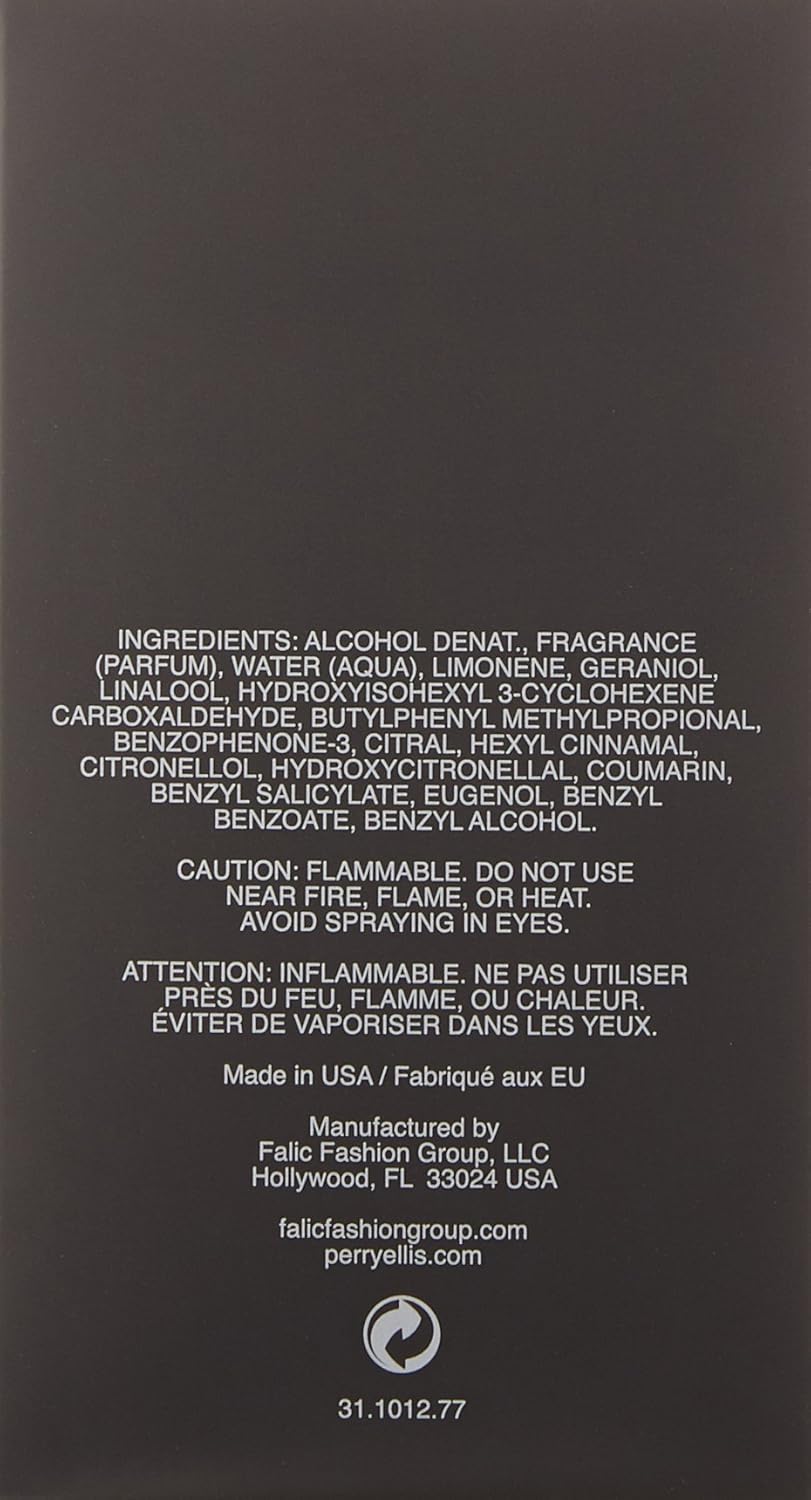 INGREDIENTS: ALCOHOL DENAT., FRAGRANCE
(PARFUM), WATER (AQUA), LIMONENE, GERANIOL,
LINALOOL, HYDROXYISOHEXYL 3-CYCLOHEXENE
CARBOXALDEHYDE, BUTYLPHENYL METHYLPROPIONAL,
BENZOPHENONE-3, CITRAL, HEXYL CINNAMAL,
CITRONELLOL, HYDROXYCITRONELLAL, COUMARIN,
BENZYL SALICYLATE, EUGENOL, BENZYL
BENZOATE, BENZYL ALCOHOL.
CAUTION: FLAMMABLE. DO NOT USE
NEAR FIRE, FLAME, OR HEAT.
AVOID SPRAYING IN EYES.
ATTENTION: INFLAMMABLE. NE PAS UTILISER
PRÈS DU FEU, FLAMME, OU CHALEUR.
ÉVITER DE VAPORISER DANS LES YEUX.
Made in USA / Fabriqué aux EU
Manufactured by
Falic Fashion Group, LLC
Hollywood, FL 33024 USA
falicfashiongroup.com
perryellis.com
31.1012.77